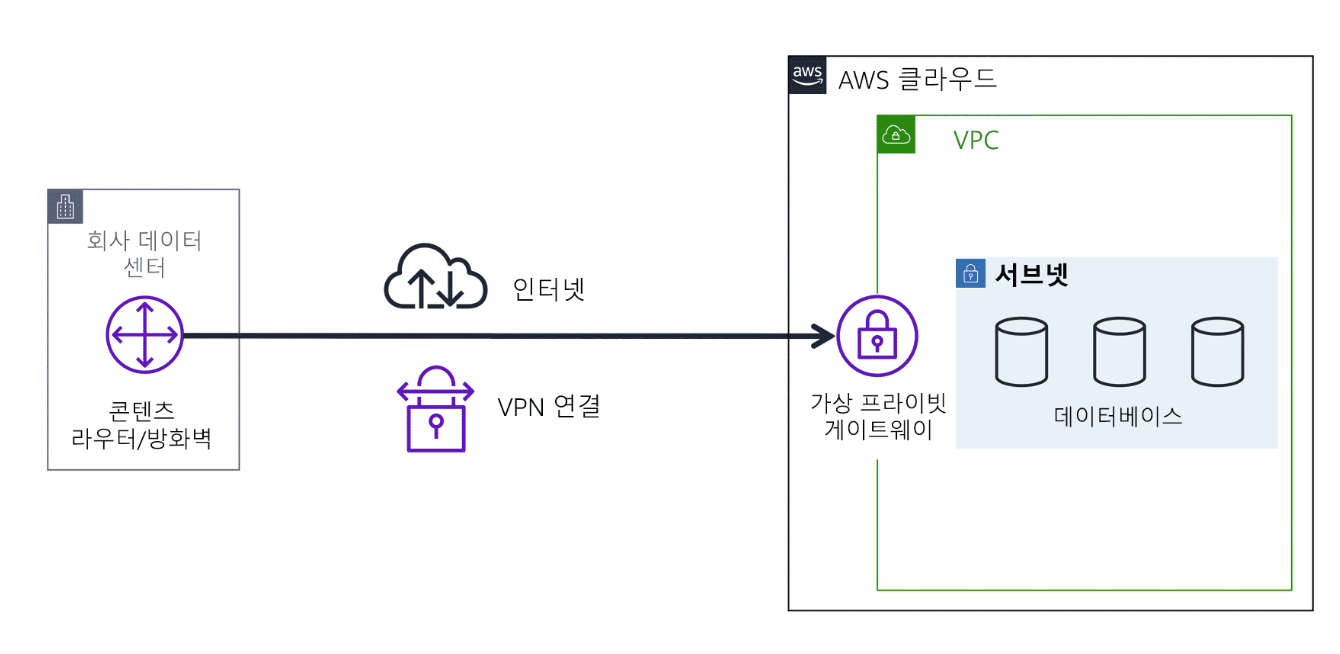 aws
AWS 클라우드
VPC
회사 데이터
센터
서브넷
인터넷
VPN 연결
콘텐츠
라우터/방화벽
가상 프라이빗
게이트웨이
데이터베이스